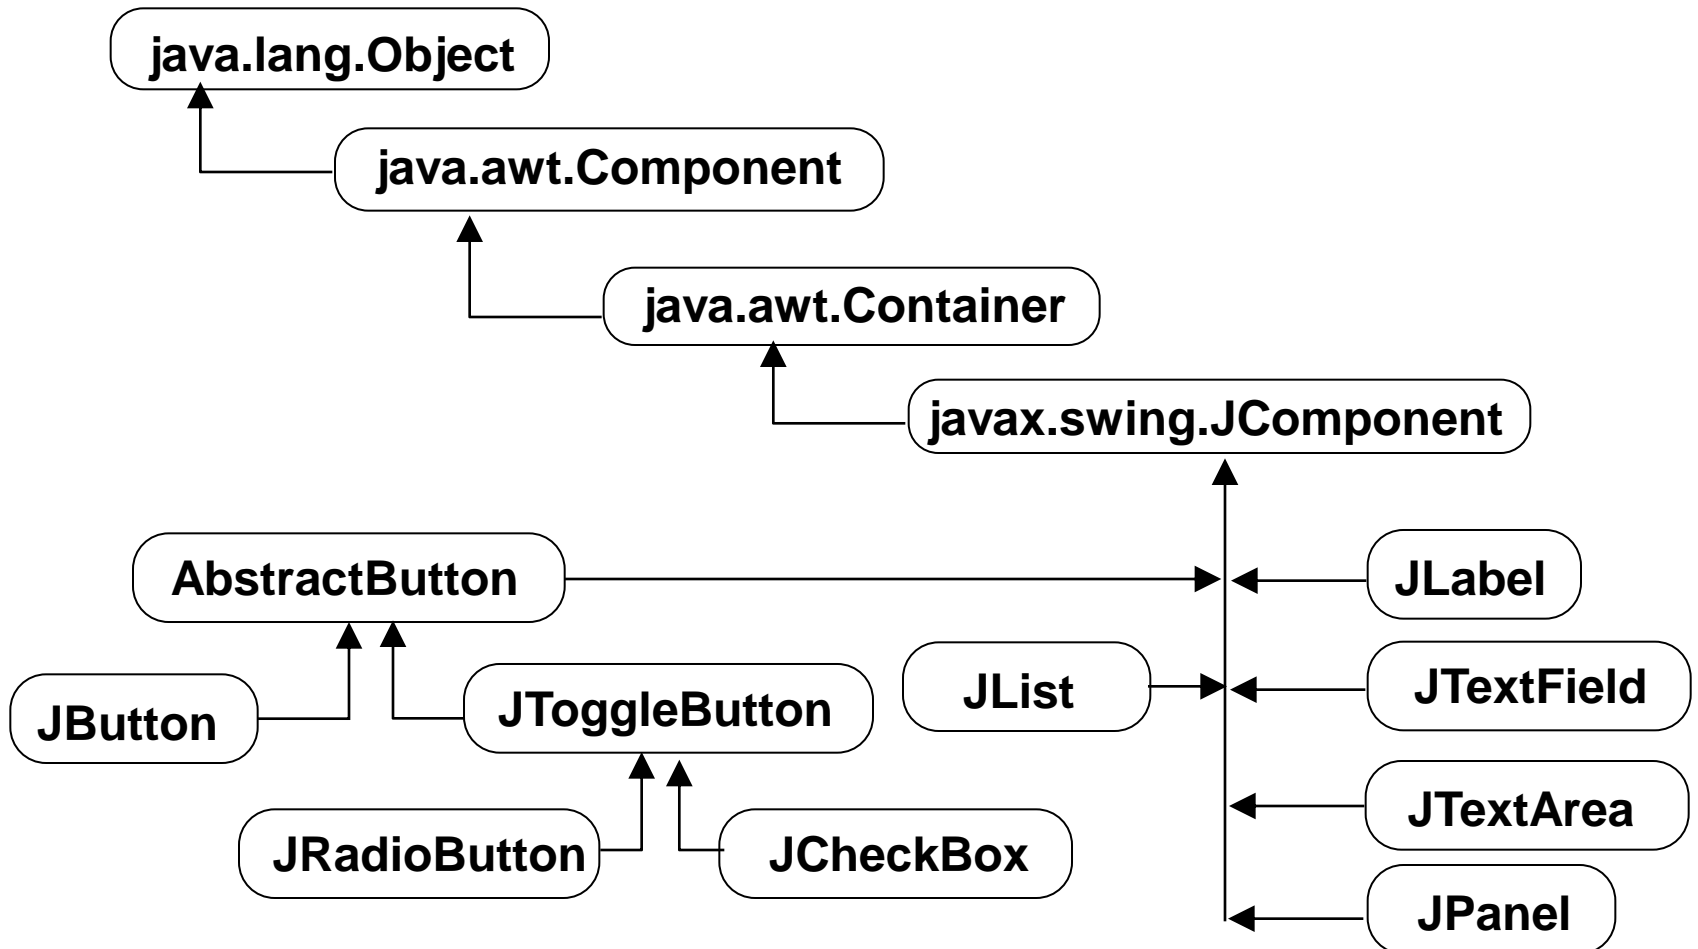 java.lang.Object
java.awt.Component
java.awt.Container
javax.swing.JComponent
AbstractButton
JLabel
JButton
JToggleButton
JList
JTextField
JRadioButton
JCheckBox
JTextArea
JPanel